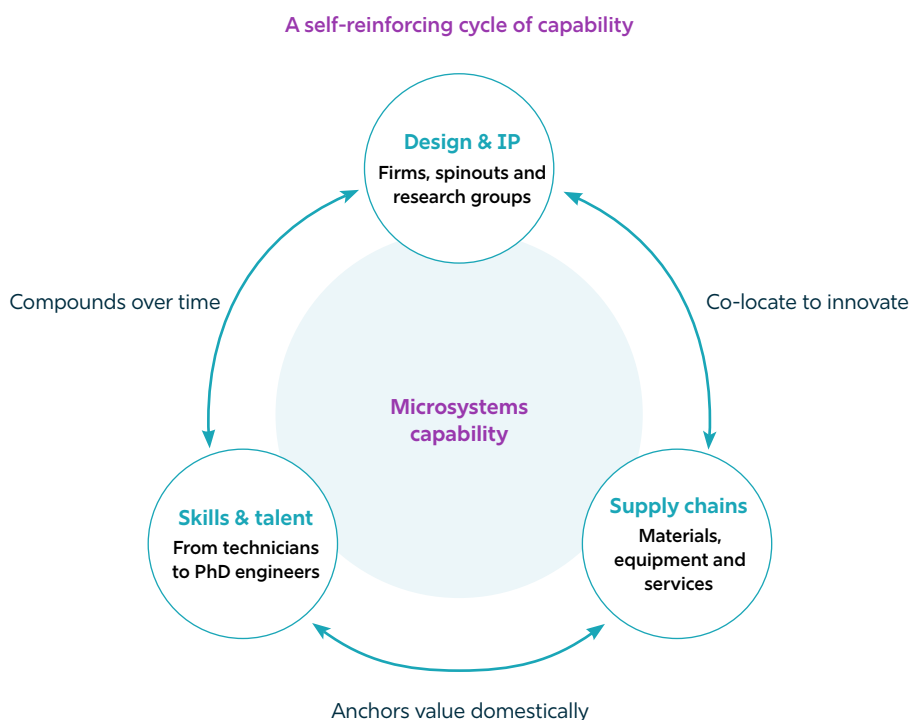 A self-reinforcing cycle of capability
Design & IP
Firms, spinouts and
research groups
Compounds over time
Co-locate to innovate
Microsystems
capability
Skills & talent
From technicians
to PhD engineers
Supply chains
Materials,
equipment and
services
Anchors value domestically